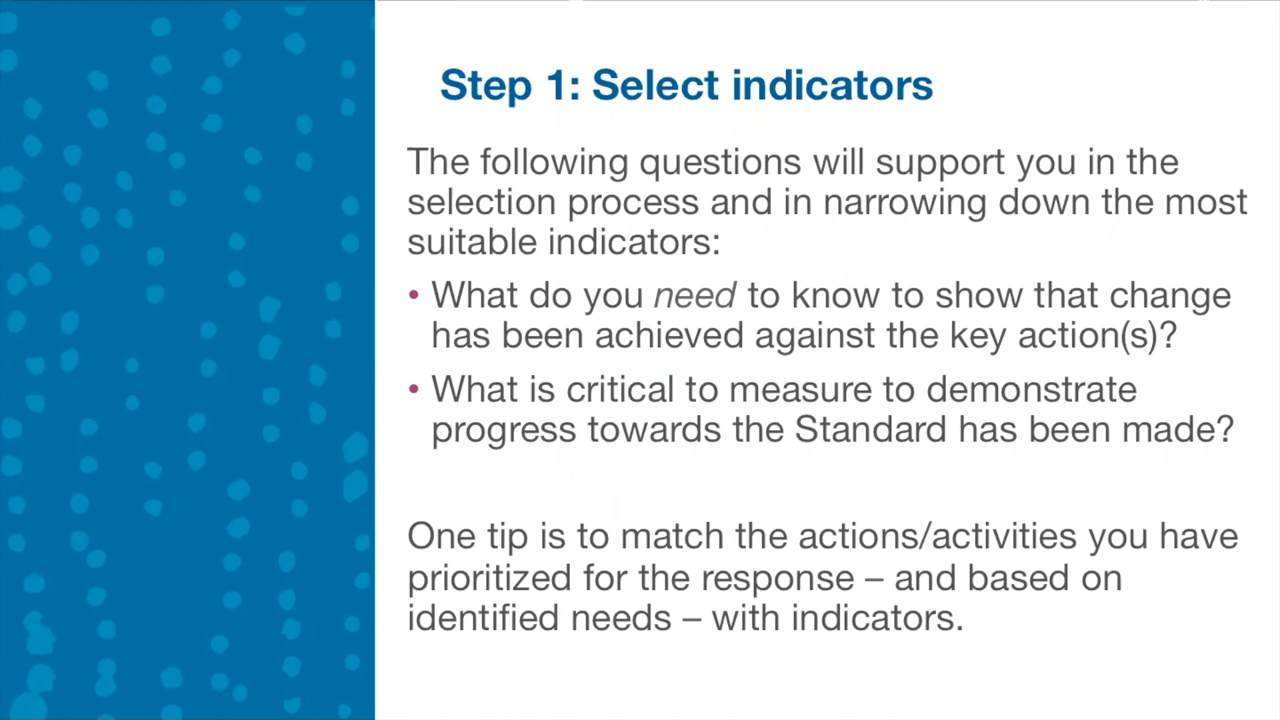 Step 1: Select indicators
The following questions will support you in the
selection process and in narrowing down the most
suitable indicators:
• What do you need to know to show that change
has been achieved against the key action(s)?
• What is critical to measure to demonstrate
progress towards the Standard has been made?
One tip is to match the actions/activities you have
prioritized for the response – and based on
identified needs – with indicators.